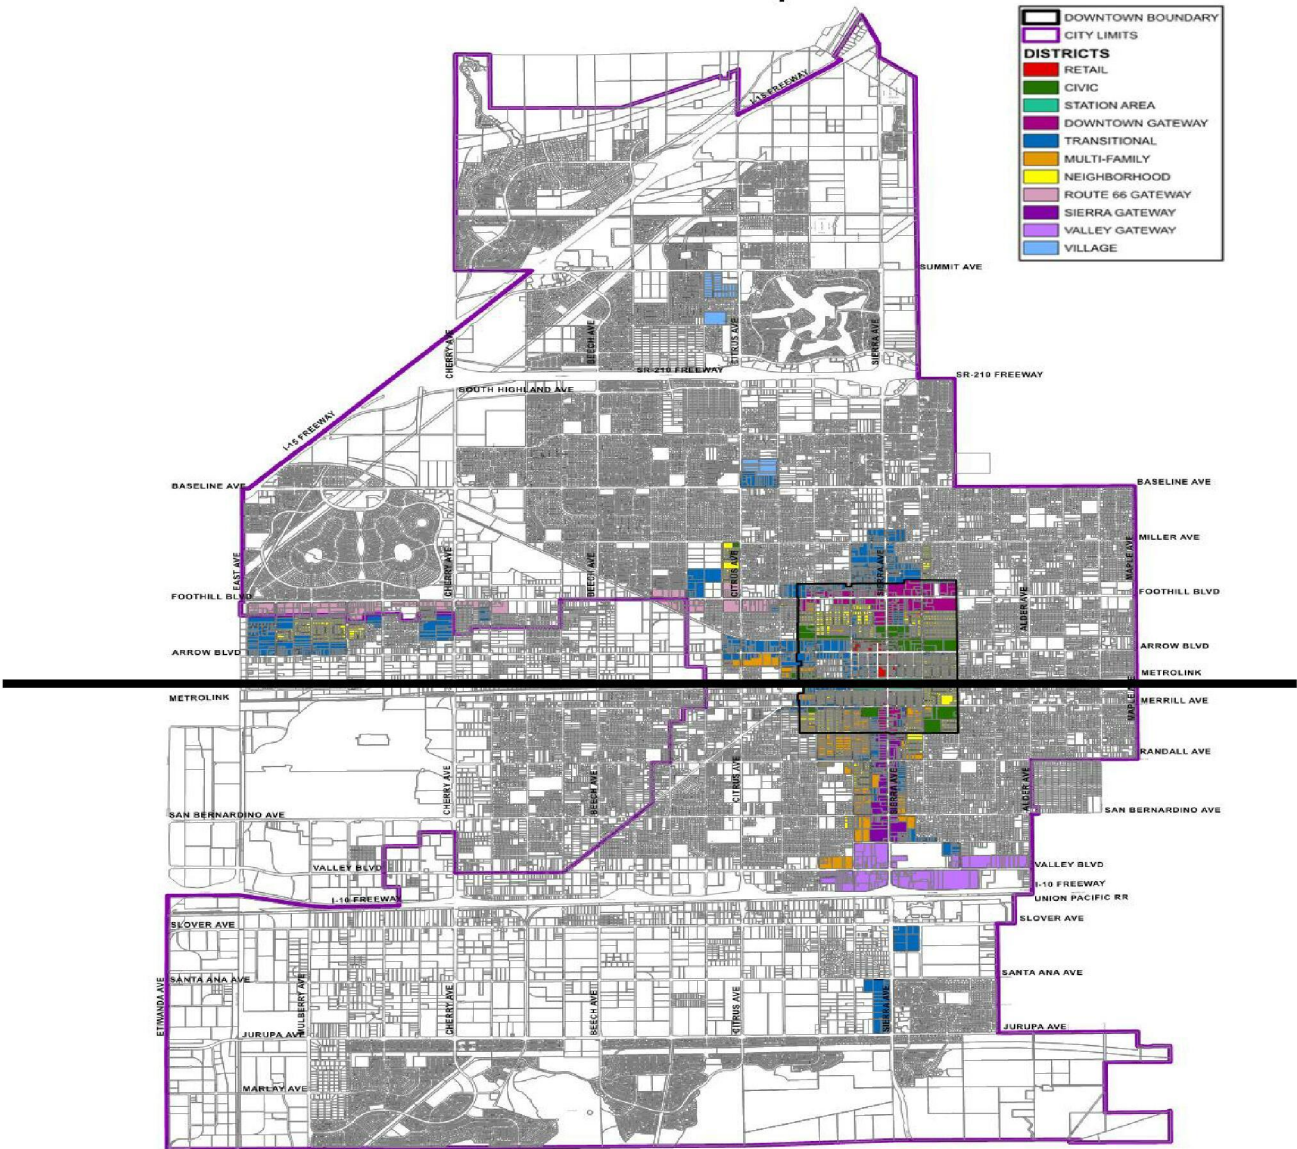 DOWNTOWN BOUNDARY
CITY LIMITS
DISTRICTS
RETAIL
CIVIC
STATION AREA
DOWNTOWN GATEWAY
TRANSITIONAL
MULTI-FAMILY
NEIGHBORHOOD
ROUTE 66 GATEWAY
SIERRA GATEWAY
VALLEY GATEWAY
VILLAGE
I-15 FREEWAY
SUMMIT AVE
CHERRY AVE
BEECH AVE
CITRUS AVE
SIERRA AVE
SR-210 FREEWAY
SR-210 FREEWAY
SOUTH HIGHLAND AVE
I-15 FREEWAY
BASELINE AVE
BASELINE AVE
MILLER AVE
EAST AVE
CHERRY AVE
BEECH AVE
CITRUS AVE
SIERRA AVE
ALDER AVE
MAPLE AVE
FOOTHILL BLVD
FOOTHILL BLVD
ARROW BLVD
ARROW BLVD
METROLINK
METROLINK
MERRILL AVE
RANDALL AVE
CHERRY AVE
BEECH AVE
CITRUS AVE
SIERRA AVE
ALDER AVE
SAN BERNARDINO AVE
SAN BERNARDINO AVE
VALLEY BLVD
VALLEY BLVD
I-10 FREEWAY
I-10 FREEWAY
UNION PACIFIC RR
SLOVER AVE
SLOVER AVE
SANTA ANA AVE
SANTA ANA AVE
ETIWANDA AVE
MULBERRY AVE
CHERRY AVE
BEECH AVE
CITRUS AVE
SIERRA AVE
JURUPA AVE
JURUPA AVE
MARLAY AVE